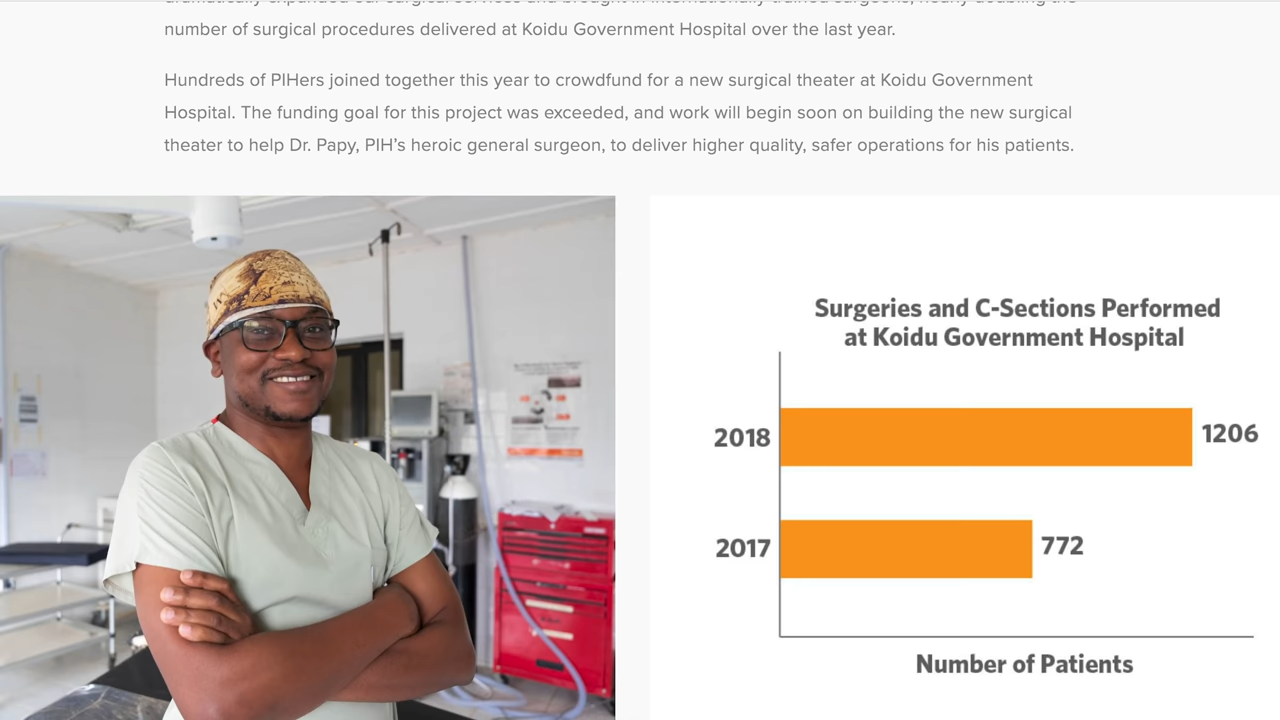 number of surgical procedures delivered at Koidu Government Hospital over the last year.
Hundreds of PIHers joined together this year to crowdfund for a new surgical theater at Koidu Government
Hospital. The funding goal for this project was exceeded, and work will begin soon on building the new surgical
theater to help Dr. Papy, PIH’s heroic general surgeon, to deliver higher quality, safer operations for his patients.
Surgeries and C-Sections Performed
at Koidu Government Hospital
2018
1206
2017
772
Number of Patients